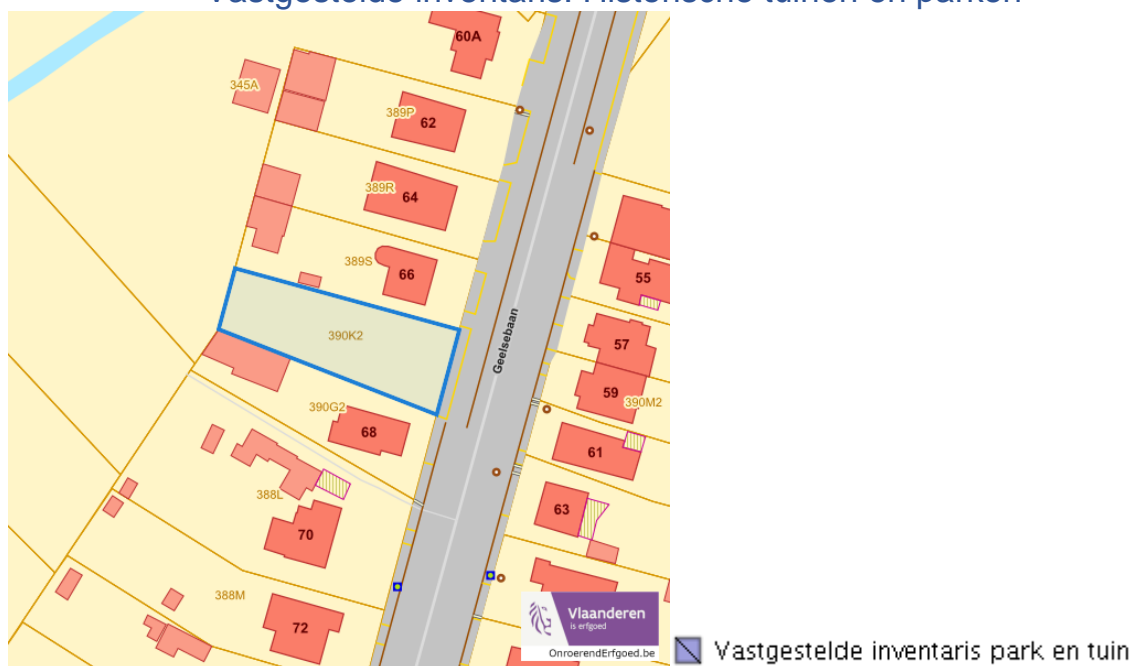 Vastgestelde inventaris: Historische tuinen en parken
60A
345A
389P
62
389R
64
389S
66
55
390K2
Geelsebaan
57
59
390M2
390G2
68
61
388L
63
70
388M
72
Vlaanderen
is erfgoed
OnroerendErfgoed.be
Vastgestelde inventaris park en tuin